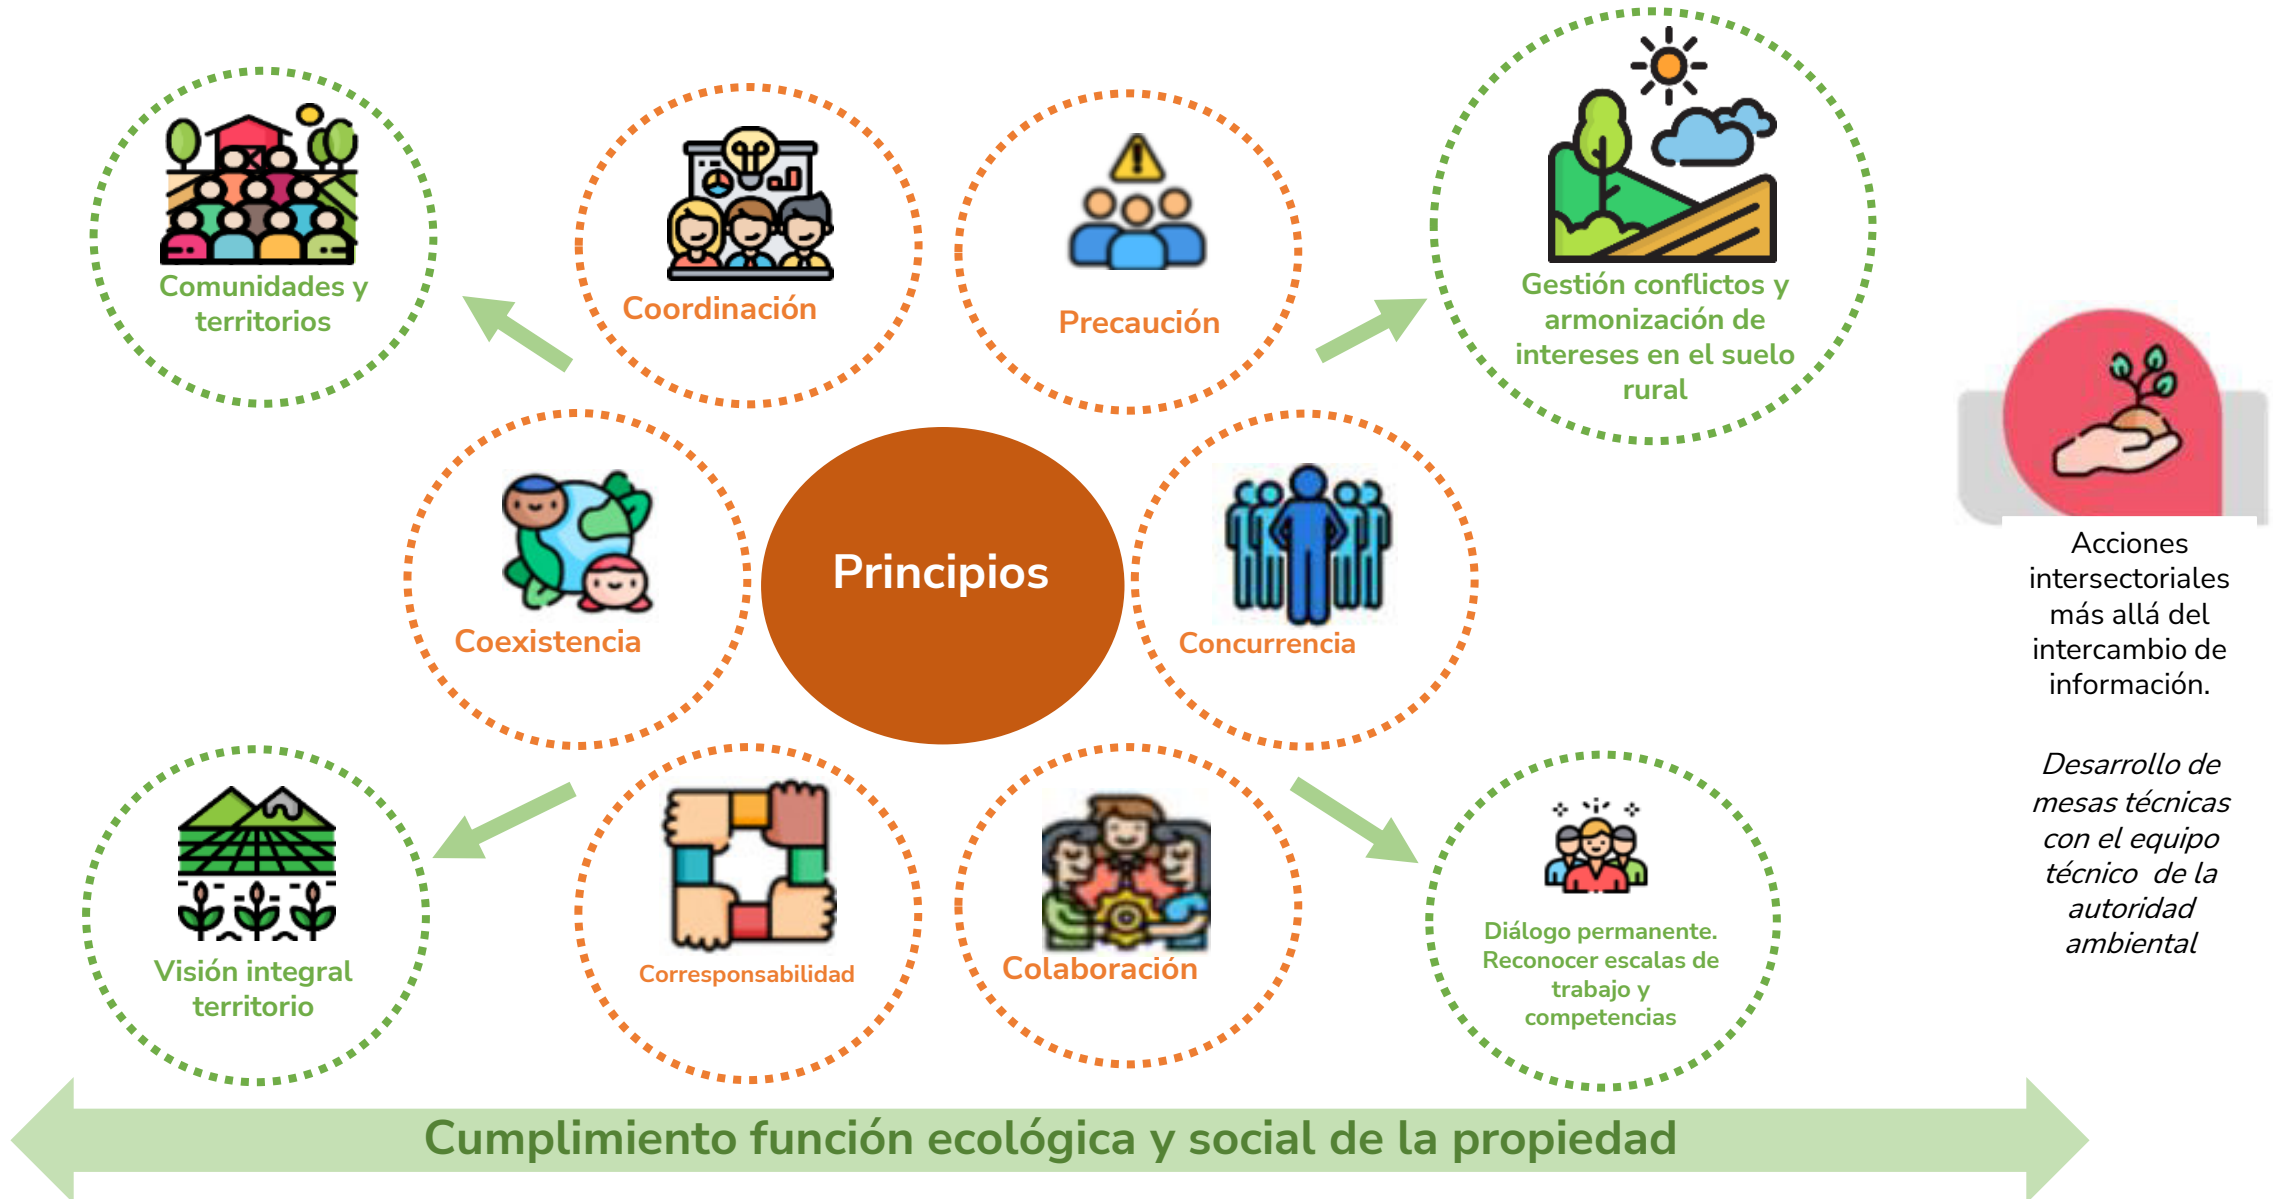 Comunidades y
territorios
Coordinación
Precaución
Gestión conflictos y
armonización de
intereses en el suelo
rural
Coexistencia
Principios
Concurrencia
Visión integral
territorio
Corresponsabilidad
Colaboración
Diálogo permanente.
Reconocer escalas de
trabajo y
competencias
Acciones
intersectoriales
más allá del
intercambio de
información.
Desarrollo de
mesas técnicas
con el equipo
técnico de la
autoridad
ambiental
Cumplimiento función ecológica y social de la propiedad